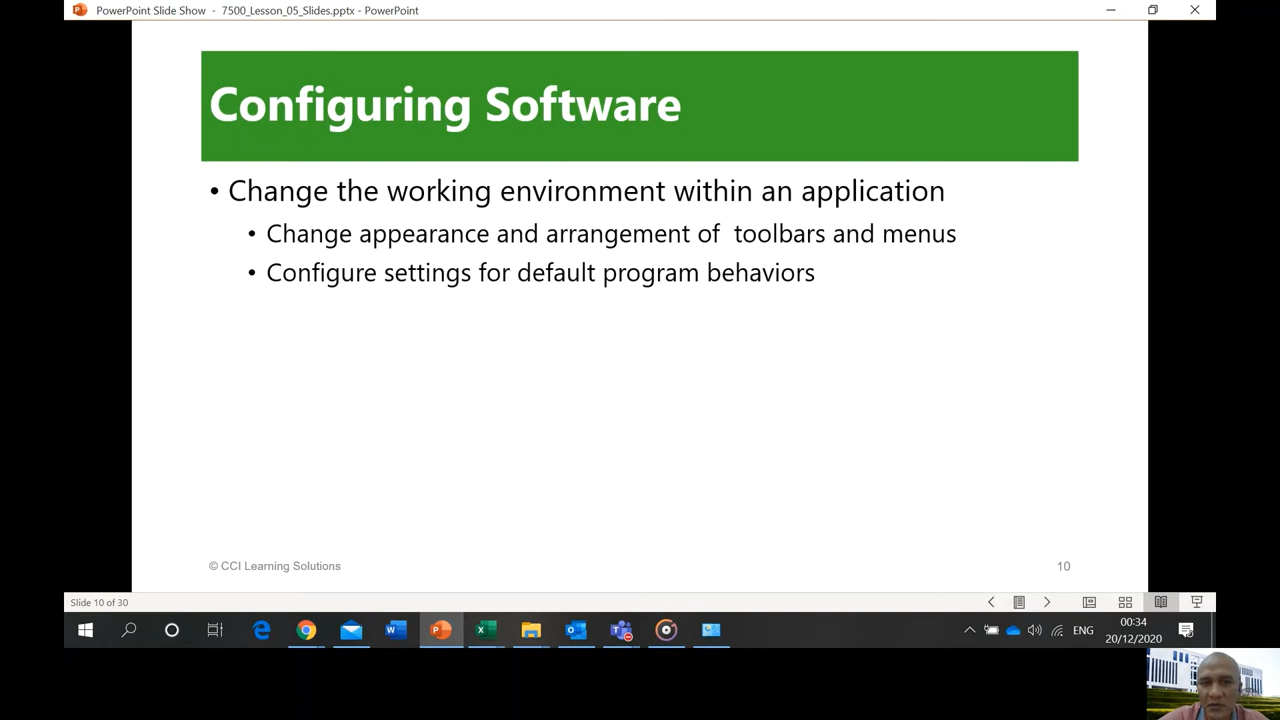 PowerPoint Slide Show - 7500_Lesson_05_Slides.pptx - PowerPoint
Configuring Software
• Change the working environment within an application
• Change appearance and arrangement of toolbars and menus
• Configure settings for default program behaviors
© CCI Learning Solutions
10
Slide 10 of 30
ENG
00:34
20/12/2020